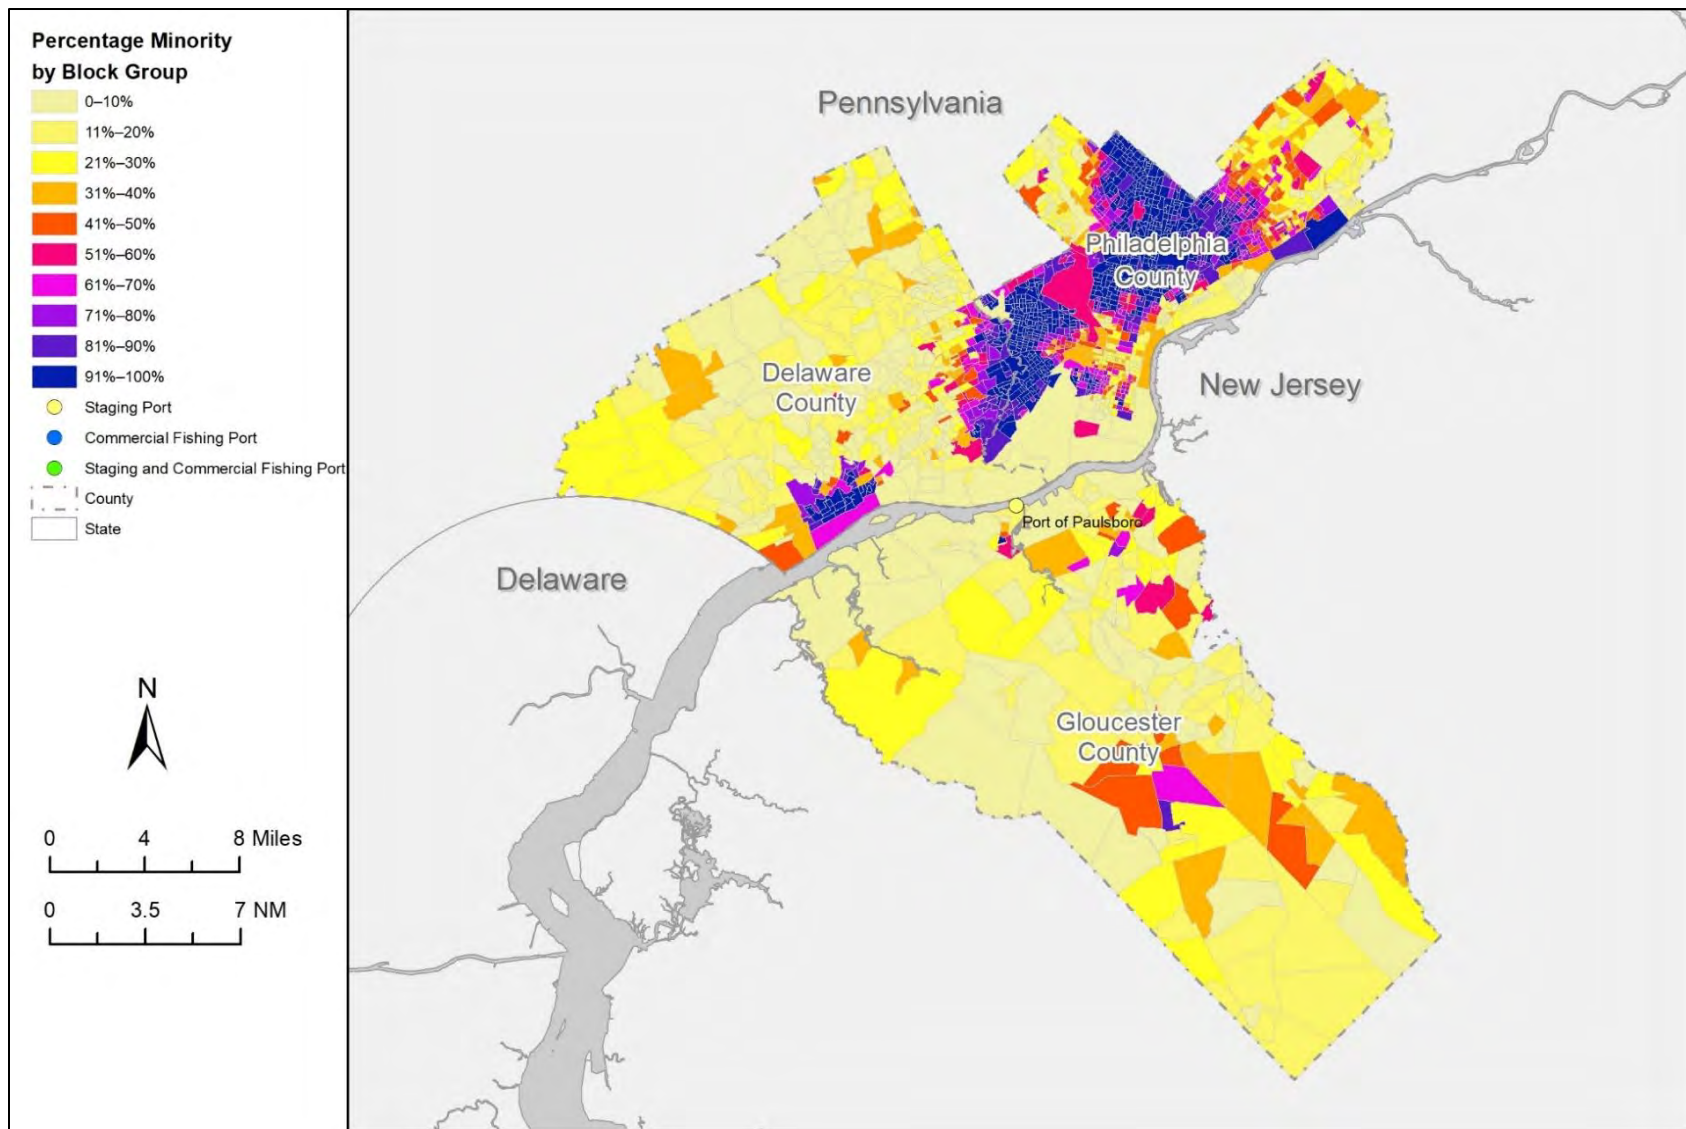 Percentage Minority
by Block Group
0–10%
11%–20%
21%–30%
31%–40%
41%–50%
51%–60%
61%–70%
71%–80%
81%–90%
91%–100%
Staging Port
Commercial Fishing Port
Staging and Commercial Fishing Port
County
State
N
0 4 8 Miles
0 3.5 7 NM
Pennsylvania
Philadelphia
County
Delaware
County
New Jersey
Port of Paulsboro
Delaware
Gloucester
County